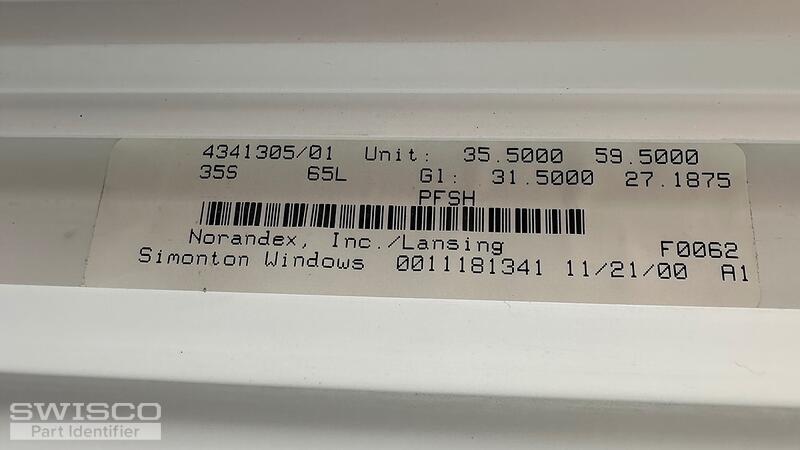 4341305/01 Unit: 35.5000 59.5000
35S 65L Gl: 31.5000 27.1875
PFSH
Norandex, Inc./Lansing F0062
Simonton Windows 0011181341 11/21/00 A1
SWISCO
Part Identifier